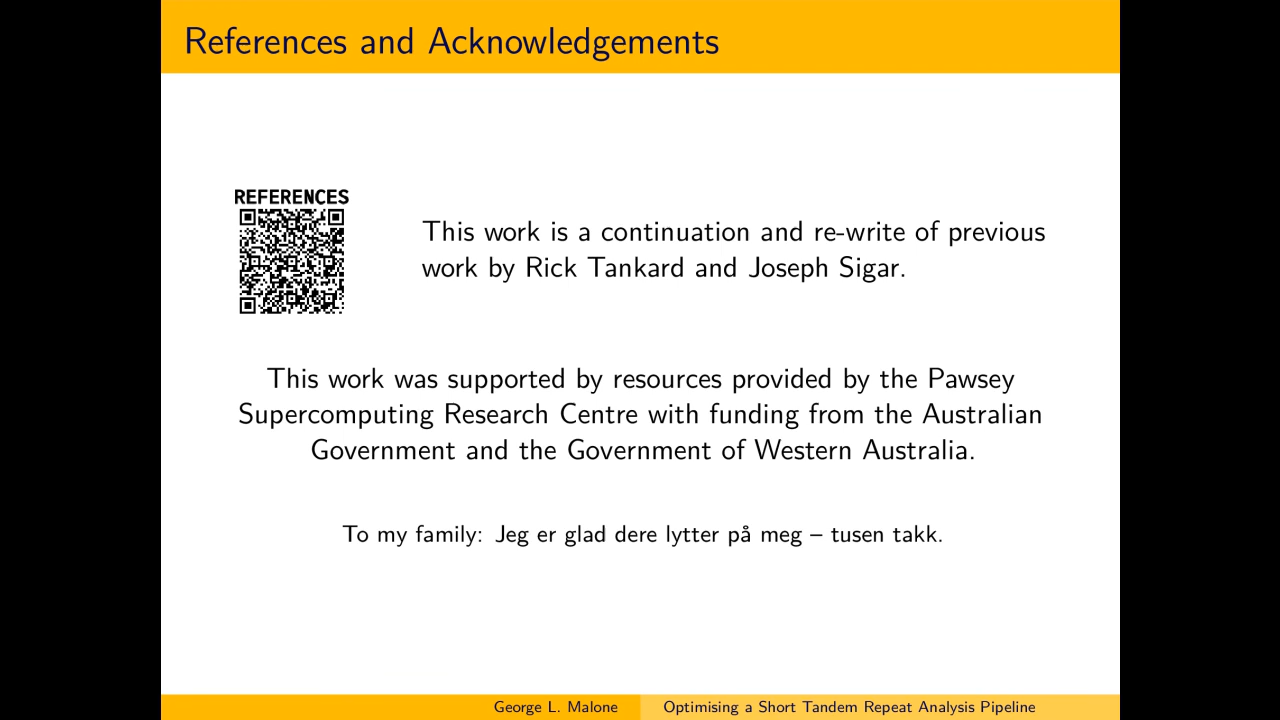 References and Acknowledgements
REFERENCES
This work is a continuation and re-write of previous
work by Rick Tankard and Joseph Sigar.
This work was supported by resources provided by the Pawsey
Supercomputing Research Centre with funding from the Australian
Government and the Government of Western Australia.
To my family: Jeg er glad dere lytter på meg – tusen takk.
George L. Malone
Optimising a Short Tandem Repeat Analysis Pipeline